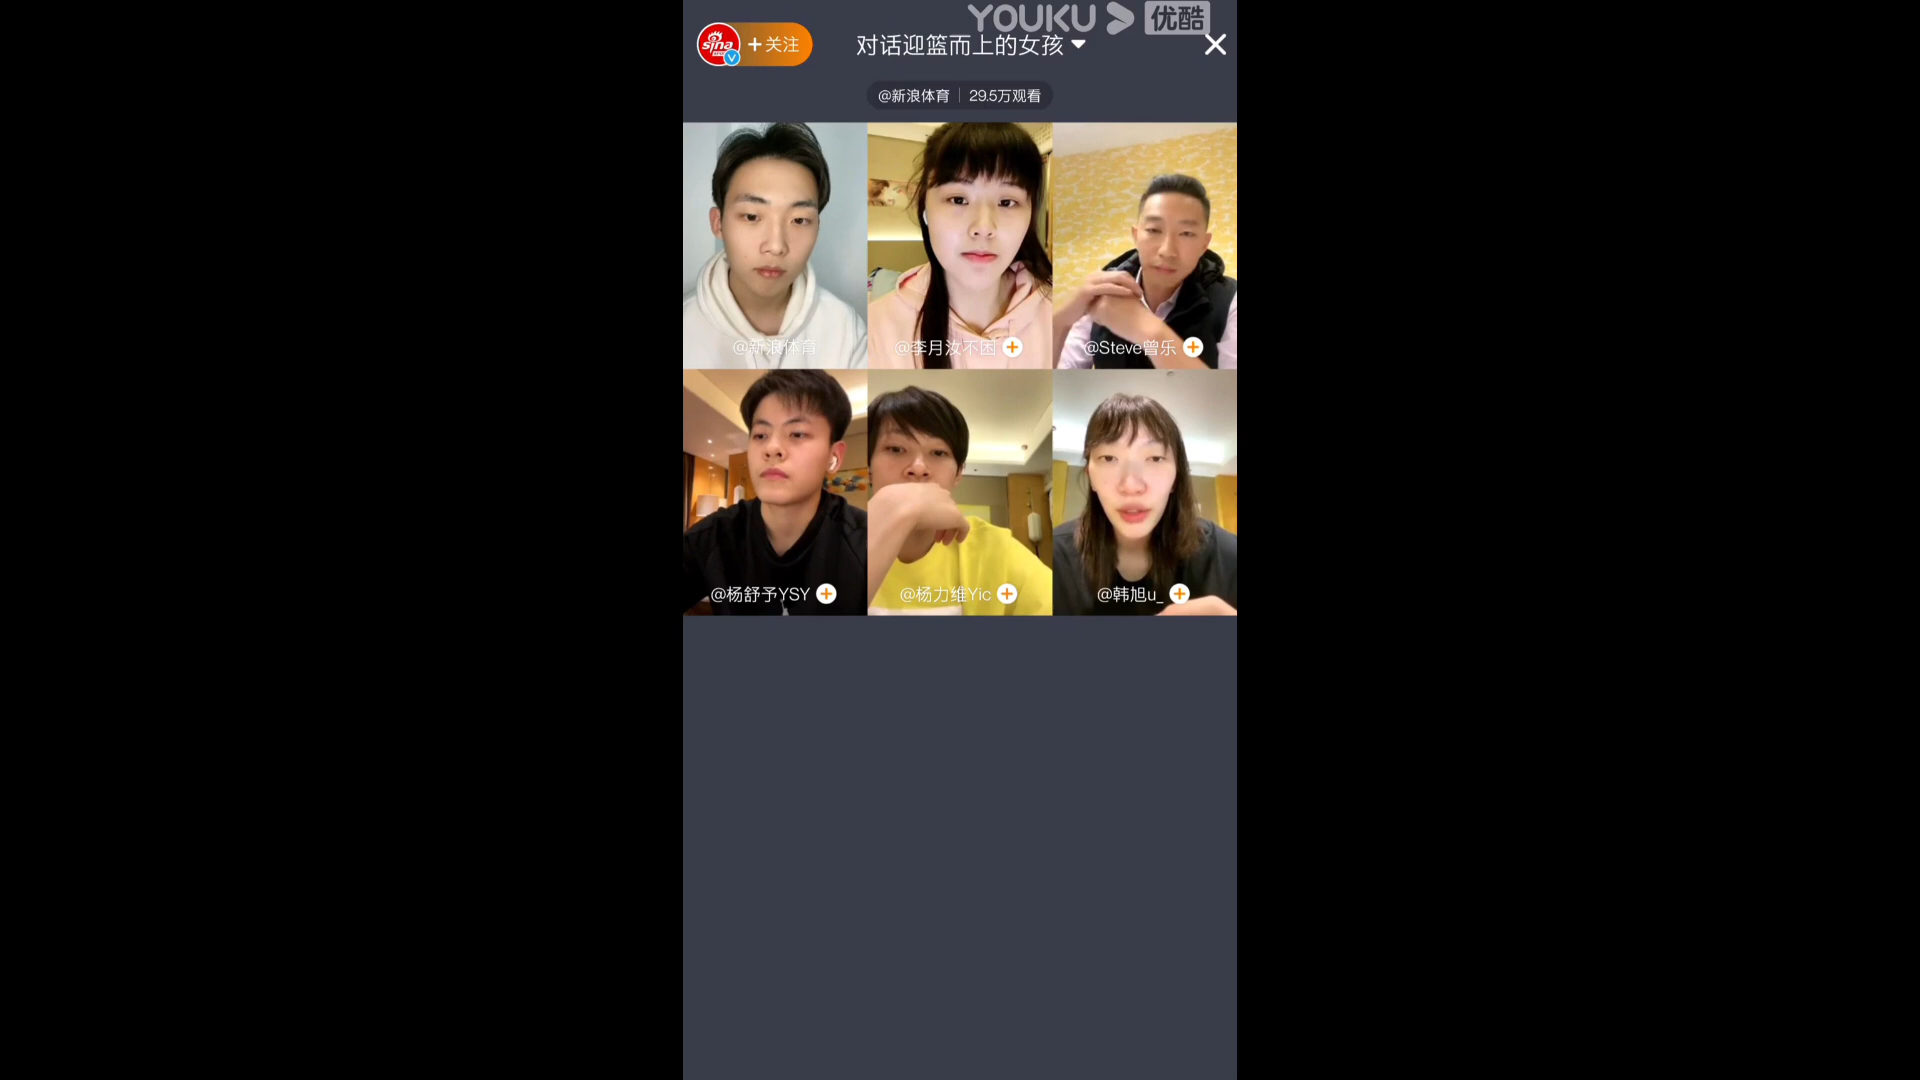 YOUKU 优酷
sina
+关注
对话迎篮而上的女孩
@新浪体育 | 29.5万观看
@新浪体育
@李月汝不困
@Steve曾乐
@杨舒予YSY
@杨力维Yic
@韩旭u_